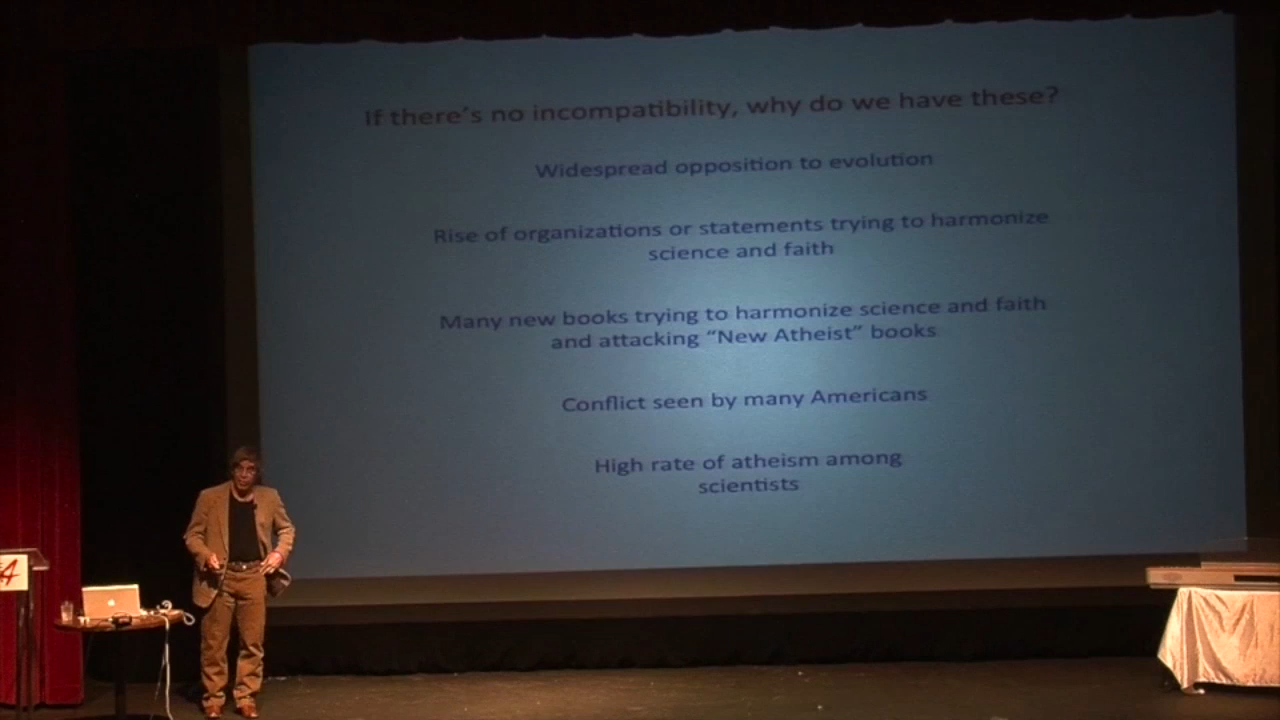 If there's no incompatibility, why do we have these?
Widespread opposition to evolution
Rise of organizations or statements trying to harmonize
science and faith
Many new books trying to harmonize science and faith
and attacking “New Atheist” books
Conflict seen by many Americans
High rate of atheism among
scientists
A